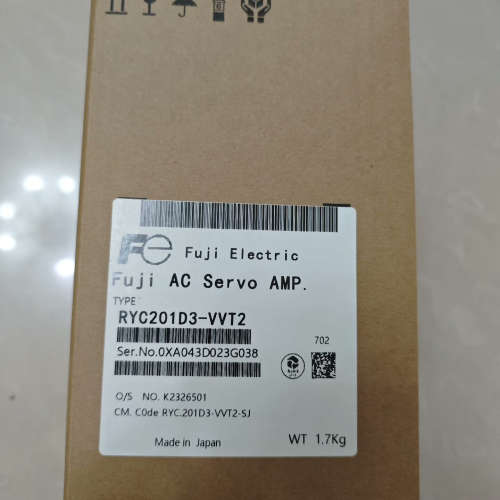 Fe Fuji Electric
Fuji AC Servo AMP.
TYPE
RYC201D3-VVT2
Ser.No.0XA043D023G038
702
O/S NO. K2326501
CM. C0de RYC.201D3-VVT2-SJ
Made in Japan
WT 1.7Kg